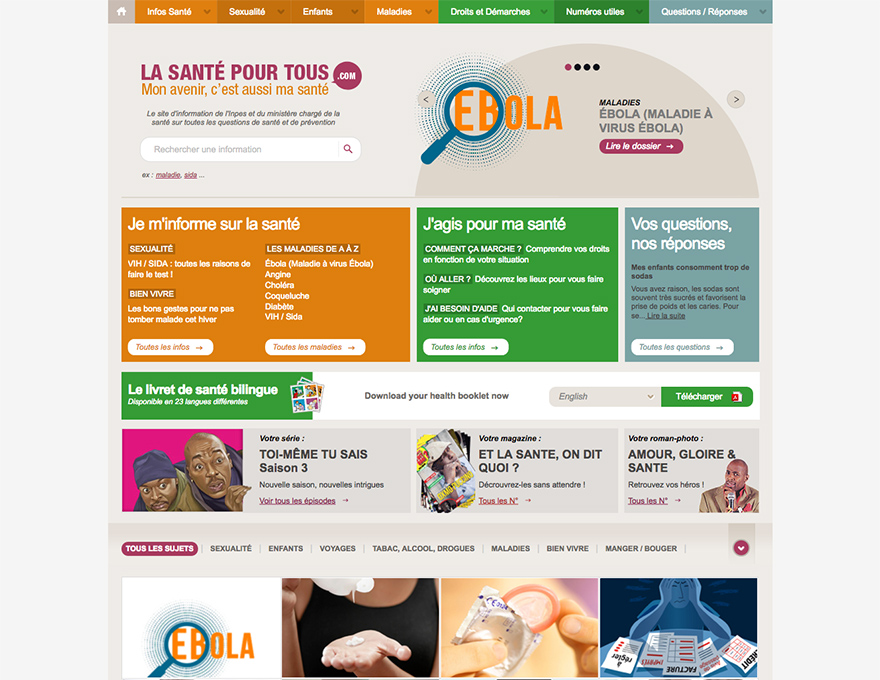 Infos Santé
Sexualité
Enfants
Maladies
Droits et Démarches
Numéros utiles
Questions / Réponses
LA SANTÉ POUR TOUS .COM
Mon avenir, c'est aussi ma santé
Le site d'information de l'Inpes et du ministère chargé de la
santé sur toutes les questions de santé et de prévention
Rechercher une information
ex : maladie, sida ...
EBOLA
<
>
MALADIES
ÉBOLA (MALADIE À
VIRUS ÉBOLA)
Lire le dossier →
Je m'informe sur la santé
SEXUALITÉ
VIH / SIDA : toutes les raisons de
faire le test !
BIEN VIVRE
Les bons gestes pour ne pas
tomber malade cet hiver
Toutes les infos →
LES MALADIES DE A À Z
Ébola (Maladie à virus Ébola)
Angine
Choléra
Coqueluche
Diabète
VIH / Sida
Toutes les maladies →
J'agis pour ma santé
COMMENT ÇA MARCHE ? Comprendre vos droits
en fonction de votre situation
OÙ ALLER ? Découvrez les lieux pour vous faire
soigner
J'AI BESOIN D'AIDE Qui contacter pour vous faire
aider ou en cas d'urgence?
Toutes les infos →
Vos questions,
nos réponses
Mes enfants consomment trop de
sodas
Vous avez raison, les sodas sont
souvent très sucrés et favorisent la
prise de poids et les caries. Pour
se... Lire la suite
Toutes les questions →
Le livret de santé bilingue
Disponible en 23 langues différentes
Download your health booklet now
English
Télécharger
Votre série :
TOI-MÊME TU SAIS
Saison 3
Nouvelle saison, nouvelles intrigues
Voir tous les épisodes →
Votre magazine :
ET LA SANTE, ON DIT
QUOI ?
Découvrez-les sans attendre !
Tous les N° →
Votre roman-photo :
AMOUR, GLOIRE &
SANTE
Retrouvez vos héros !
Tous les N° →
TOUS LES SUJETS
SEXUALITÉ
ENFANTS
VOYAGES
TABAC, ALCOOL, DROGUES
MALADIES
BIEN VIVRE
MANGER / BOUGER
EBOLA
CE
à régler
IMPÔTS
FACTURE
CRÉDIT